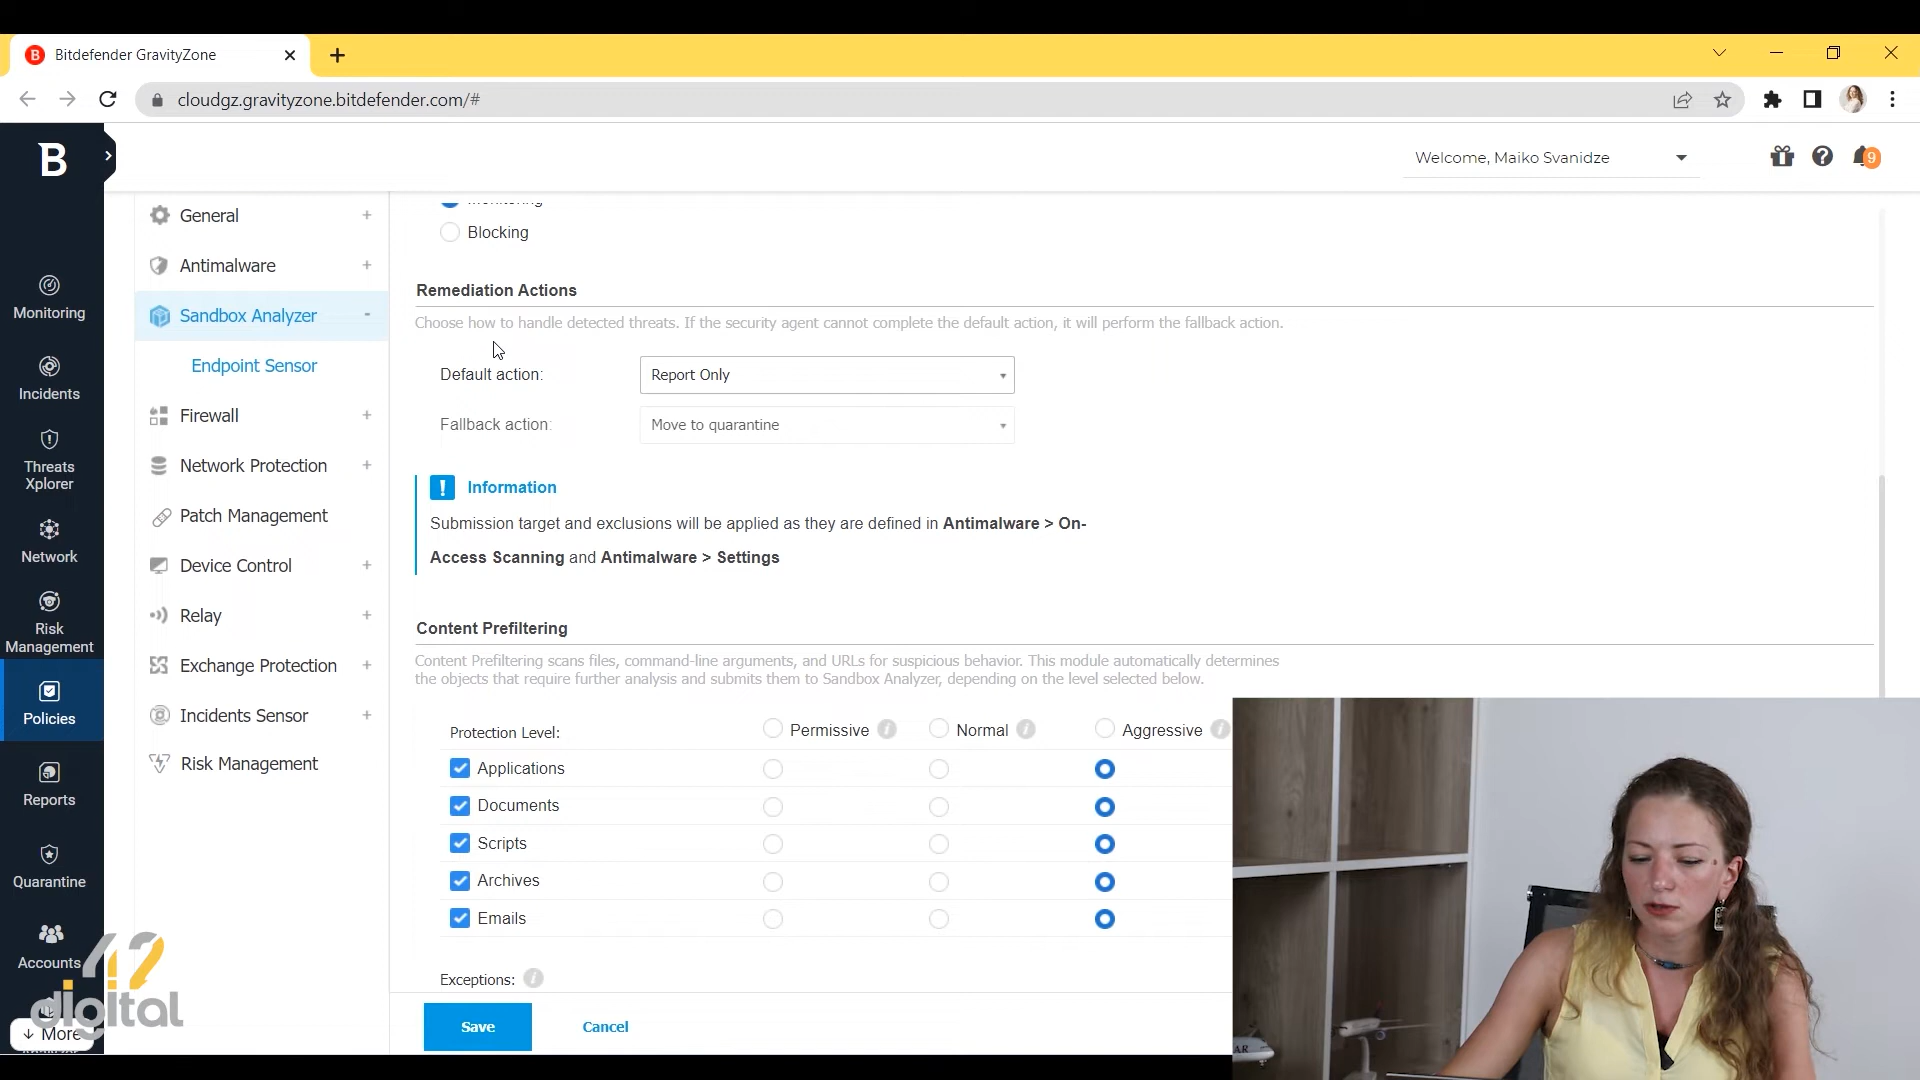 Bitdefender GravityZone
cloudgz.gravityzone.bitdefender.com/#
B
Welcome, Maiko Svanidze
9
Monitoring
Incidents
Threats
Xplorer
Network
Risk
Management
Policies
Reports
Quarantine
Accounts
More
42
digital
General
Antimalware
Sandbox Analyzer
Endpoint Sensor
Firewall
Network Protection
Patch Management
Device Control
Relay
Exchange Protection
Incidents Sensor
Risk Management
Monitoring
Blocking
Remediation Actions
Choose how to handle detected threats. If the security agent cannot complete the default action, it will perform the fallback action.
Default action: Report Only
Fallback action: Move to quarantine
Information
Submission target and exclusions will be applied as they are defined in Antimalware > On-
Access Scanning and Antimalware > Settings
Content Prefiltering
Content Prefiltering scans files, command-line arguments, and URLs for suspicious behavior. This module automatically determines
the objects that require further analysis and submits them to Sandbox Analyzer, depending on the level selected below.
Protection Level: Permissive Normal Aggressive
Applications
Documents
Scripts
Archives
Emails
Exceptions:
Save Cancel